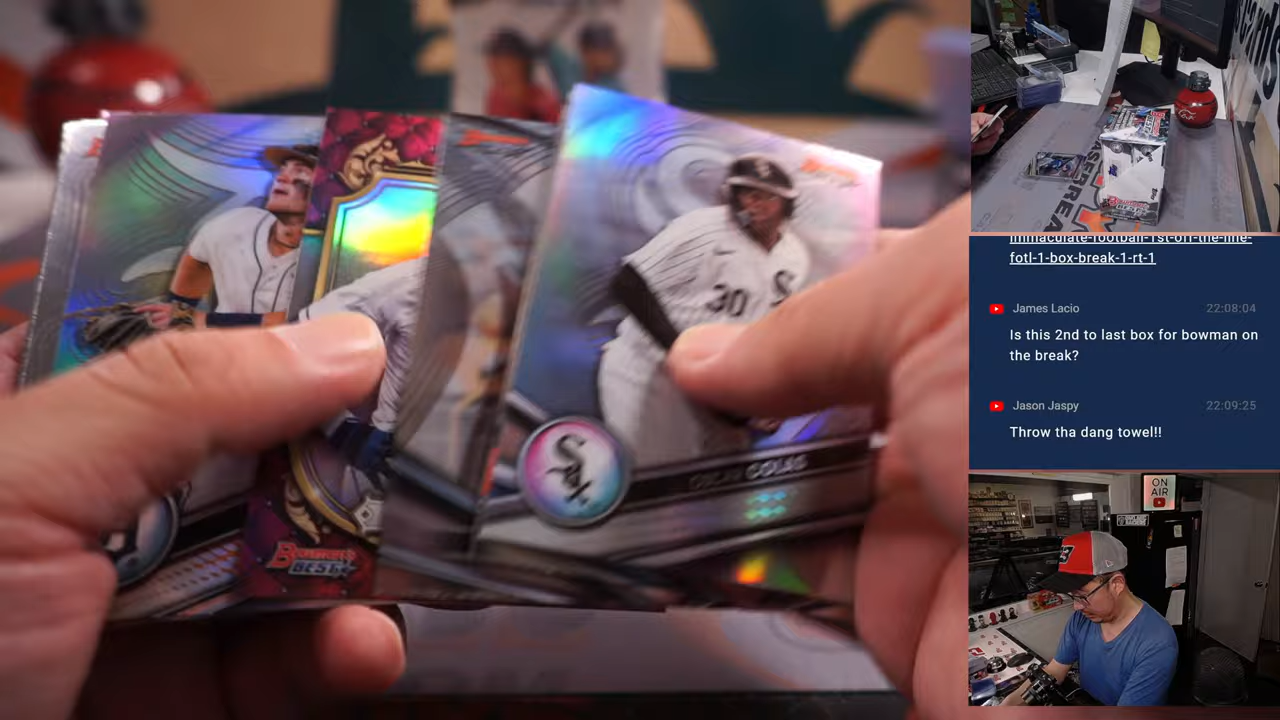 immaculate-football-1st-off-the-line-
fotl-1-box-break-1-rt-1
James Lacio 22:08:04
Is this 2nd to last box for bowman on
the break?
Jason Jaspy 22:09:25
Throw tha dang towel!!
30
OSCAR COLAS
BOWMAN'S
BEST
ON
AIR